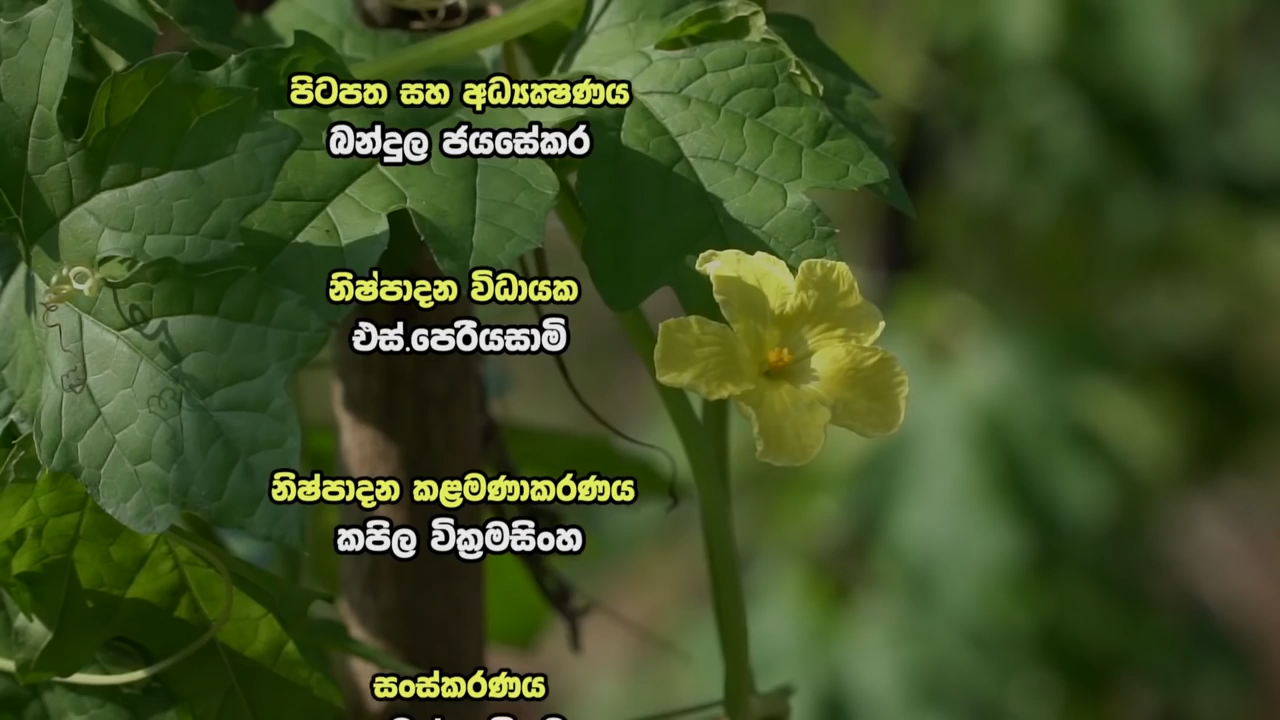 පිටපත සහ අධ්‍යක්ෂණය
බන්දුල ජයසේකර
නිෂ්පාදන විධායක
එස්.පෙරියසාමි
නිෂ්පාදන කළමණාකරණය
කපිල වික්‍රමසිංහ
සංස්කරණය